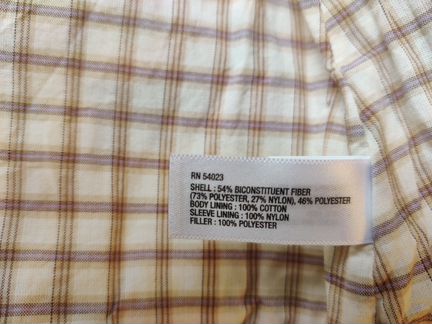 RN 54023
SHELL : 54% BICONSTITUENT FIBER
(73% POLYESTER, 27% NYLON), 46% POLYESTER
BODY LINING : 100% COTTON
SLEEVE LINING : 100% NYLON
FILLER : 100% POLYESTER